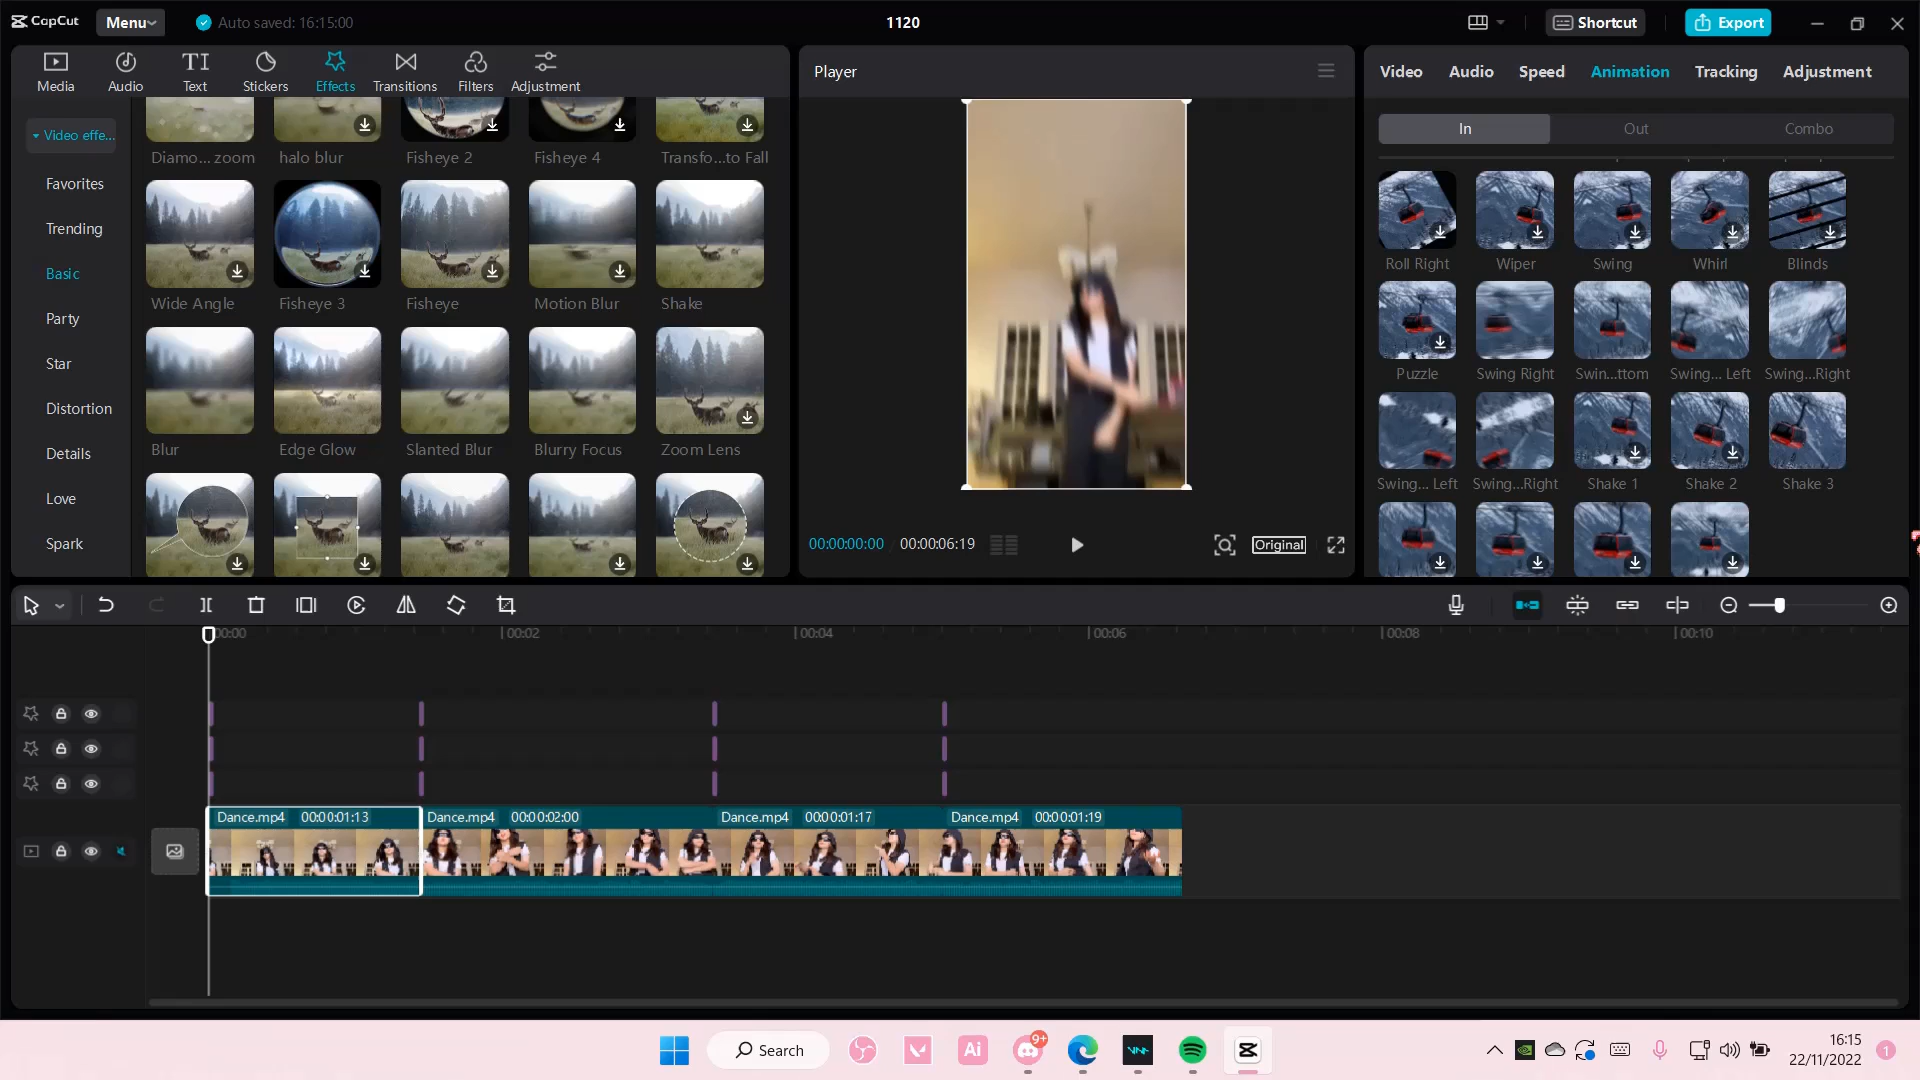 CapCut
Menu
Auto saved: 16:15:00
1120
Shortcut
Export
Media
Audio
Text
Stickers
Effects
Transitions
Filters
Adjustment
Video effe...
Favorites
Trending
Basic
Party
Star
Distortion
Details
Love
Spark
Diamo... zoom
halo blur
Fisheye 2
Fisheye 4
Transfo...to Fall
Wide Angle
Fisheye 3
Fisheye
Motion Blur
Shake
Blur
Edge Glow
Slanted Blur
Blurry Focus
Zoom Lens
Player
00:00:00:00
00:00:06:19
Original
Video
Audio
Speed
Animation
Tracking
Adjustment
In
Out
Combo
Roll Right
Wiper
Swing
Whirl
Blinds
Puzzle
Swing Right
Swin...ttom
Swing... Left
Swing...Right
Swing... Left
Swing...Right
Shake 1
Shake 2
Shake 3
00:00
00:02
00:04
00:06
00:08
00:10
Dance.mp4 00:00:01:13
Dance.mp4 00:00:02:00
Dance.mp4 00:00:01:17
Dance.mp4 00:00:01:19
Search
Ai
9+
VN
16:15
22/11/2022
1